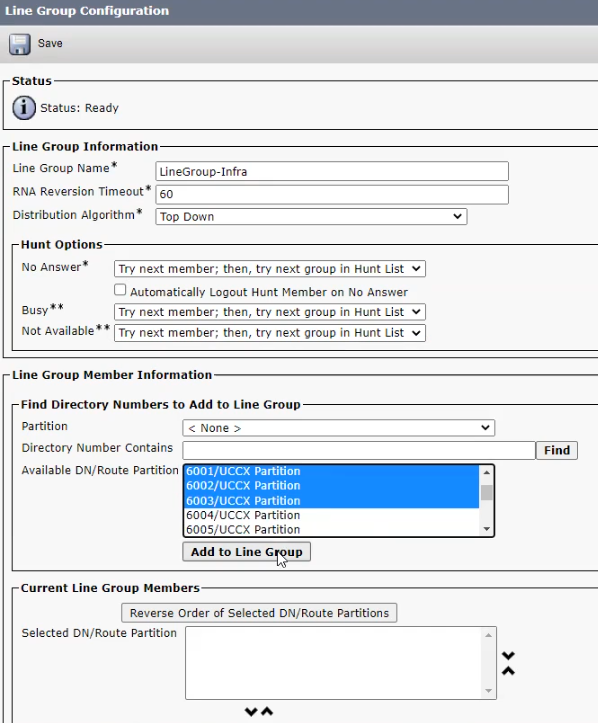 Line Group Configuration
Save
Status
Status: Ready
Line Group Information
Line Group Name* LineGroup-Infra
RNA Reversion Timeout* 60
Distribution Algorithm* Top Down
Hunt Options
No Answer* Try next member; then, try next group in Hunt List
Automatically Logout Hunt Member on No Answer
Busy** Try next member; then, try next group in Hunt List
Not Available** Try next member; then, try next group in Hunt List
Line Group Member Information
Find Directory Numbers to Add to Line Group
Partition < None >
Directory Number Contains Find
Available DN/Route Partition 6001/UCCX Partition
6002/UCCX Partition
6003/UCCX Partition
6004/UCCX Partition
6005/UCCX Partition
Add to Line Group
Current Line Group Members
Reverse Order of Selected DN/Route Partitions
Selected DN/Route Partition